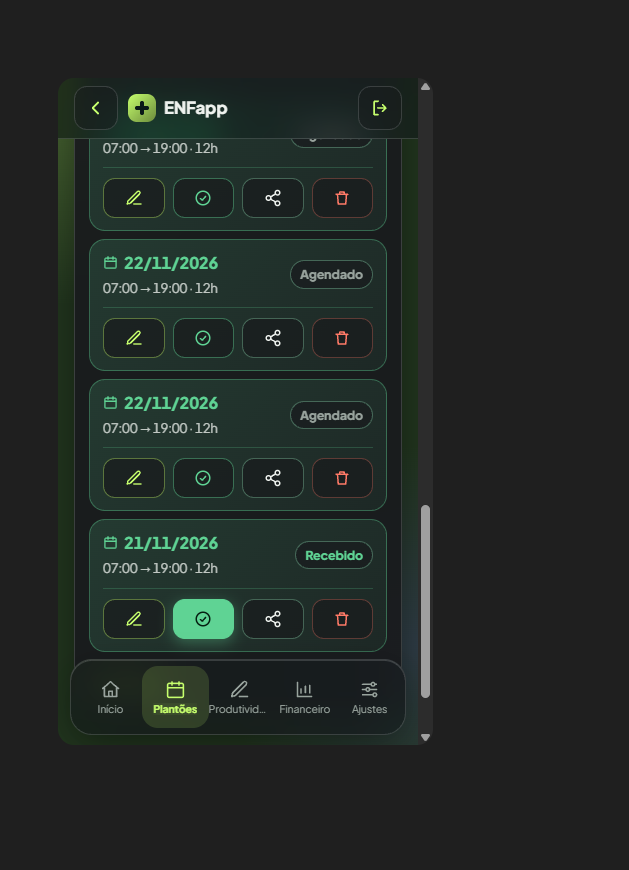 ENFapp
07:00 → 19:00 · 12h
22/11/2026
Agendado
07:00 → 19:00 · 12h
22/11/2026
Agendado
07:00 → 19:00 · 12h
21/11/2026
Recebido
07:00 → 19:00 · 12h
Início Plantões Produtivid... Financeiro Ajustes